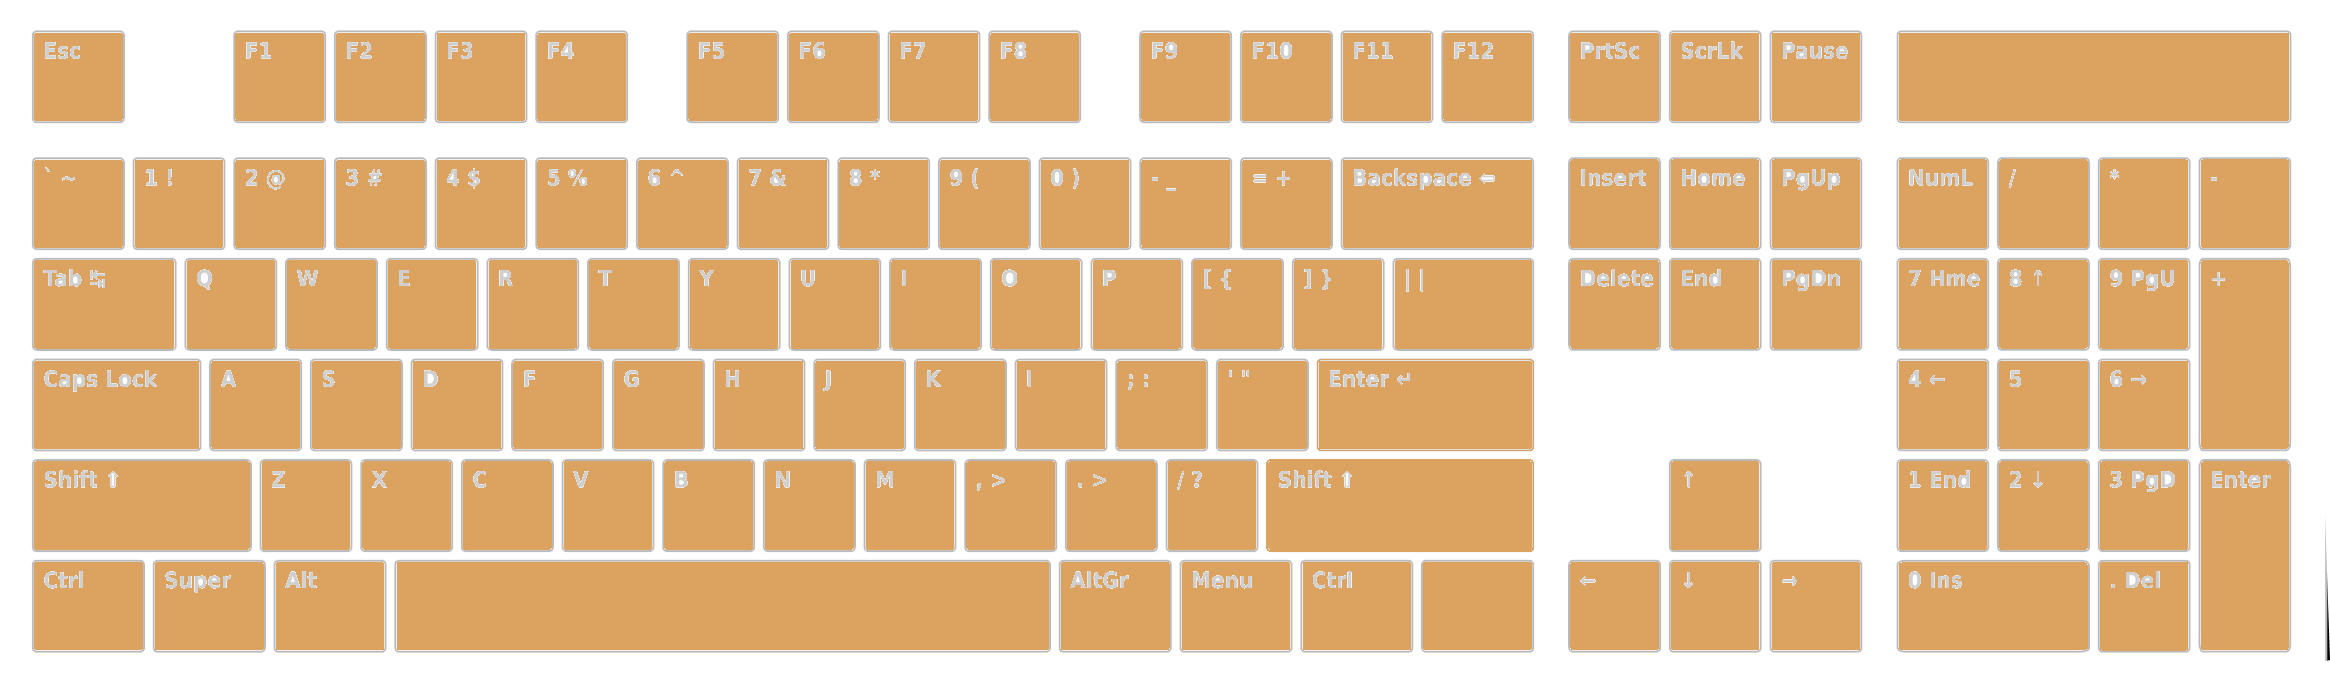 Esc F1 F2 F3 F4 F5 F6 F7 F8 F9 F10 F11 F12 PrtSc ScrLk Pause
` ~ 1 ! 2 @ 3 # 4 $ 5 % 6 ^ 7 & 8 * 9 ( 0 ) - _ = + Backspace ⇐ Insert Home PgUp NumL / * -
Tab ↹ Q W E R T Y U I O P [ { ] } | | Delete End PgDn 7 Hme 8 ↑ 9 PgU +
Caps Lock A S D F G H J K l ; : ' " Enter ↵ 4 ← 5 6 →
Shift ⇑ Z X C V B N M , > . > / ? Shift ⇑ ↑ 1 End 2 ↓ 3 PgD Enter
Ctrl Super Alt AltGr Menu Ctrl ← ↓ → 0 Ins . Del